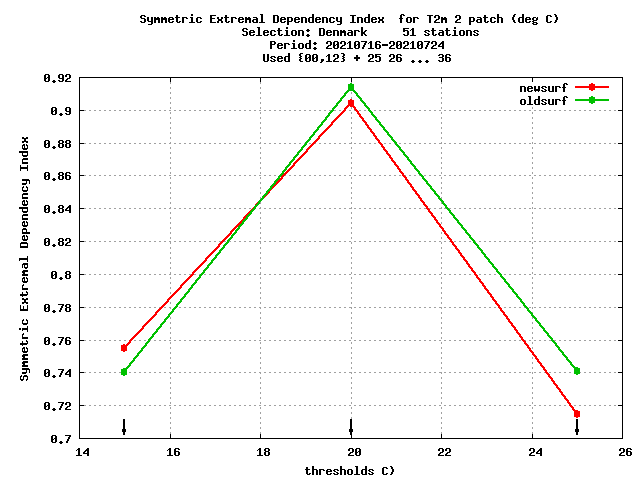 Symmetric Extremal Dependency Index  for T2m 2 patch (deg C)
Selection: Denmark     51 stations
Period: 20210716-20210724
Used {00,12} + 25 26 ... 36
newsurf
oldsurf
Symmetric Extremal Dependency Index
0.92
0.9
0.88
0.86
0.84
0.82
0.8
0.78
0.76
0.74
0.72
0.7
14 16 18 20 22 24 26
thresholds C)